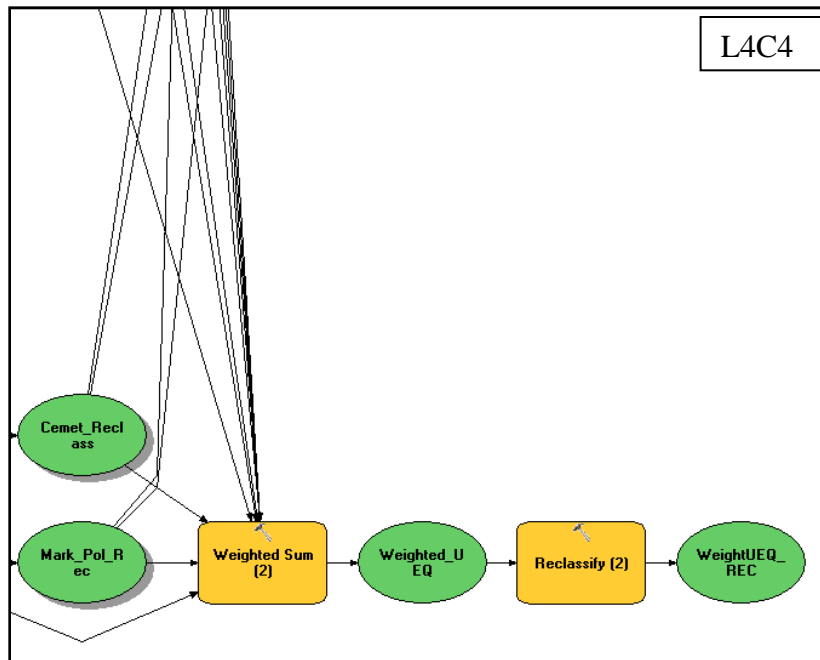 L4C4
Cemet_Recl
ass
Mark_Pol_R
ec
Weighted Sum
(2)
Weighted_U
EQ
Reclassify (2)
WeightUEQ_
REC